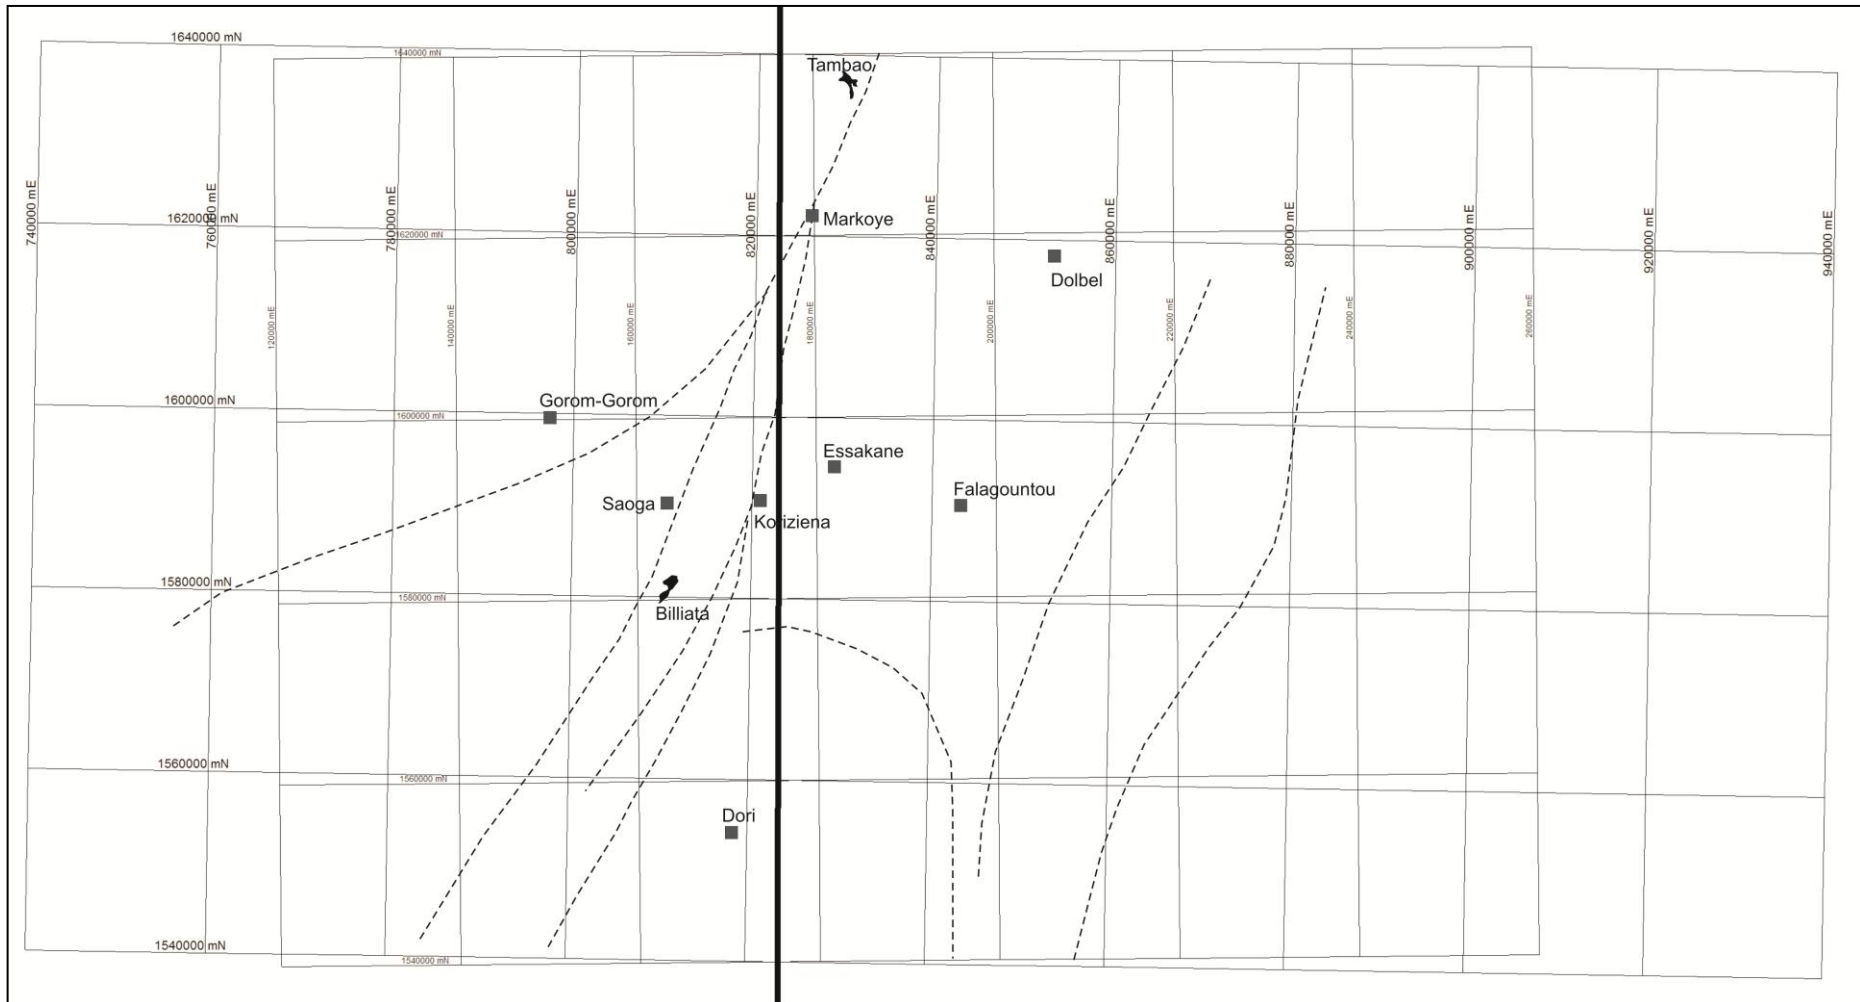 1640000 mN
1640000 mN
Tambao
740000 mE
760000 mE
780000 mE
800000 mE
820000 mE
840000 mE
860000 mE
880000 mE
900000 mE
920000 mE
940000 mE
1620000 mN
1620000 mN
Markoye
Dolbel
120000 mE
140000 mE
160000 mE
180000 mE
200000 mE
220000 mE
240000 mE
260000 mE
Gorom-Gorom
1600000 mN
1600000 mN
Essakane
Falagountou
Saoga
Koriziena
1580000 mN
1580000 mN
Billiata
1560000 mN
1560000 mN
Dori
1540000 mN
1540000 mN